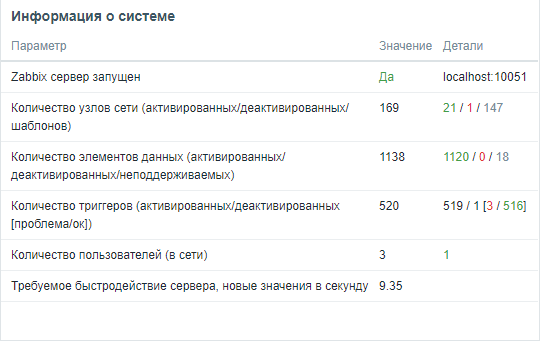 Информация о системе
Параметр Значение Детали
Zabbix сервер запущен Да localhost:10051
Количество узлов сети (активированных/деактивированных/ 169 21 / 1 / 147
шаблонов)
Количество элементов данных (активированных/ 1138 1120 / 0 / 18
деактивированных/неподдерживаемых)
Количество триггеров (активированных/деактивированных 520 519 / 1 [3 / 516]
[проблема/ок])
Количество пользователей (в сети) 3 1
Требуемое быстродействие сервера, новые значения в секунду 9.35